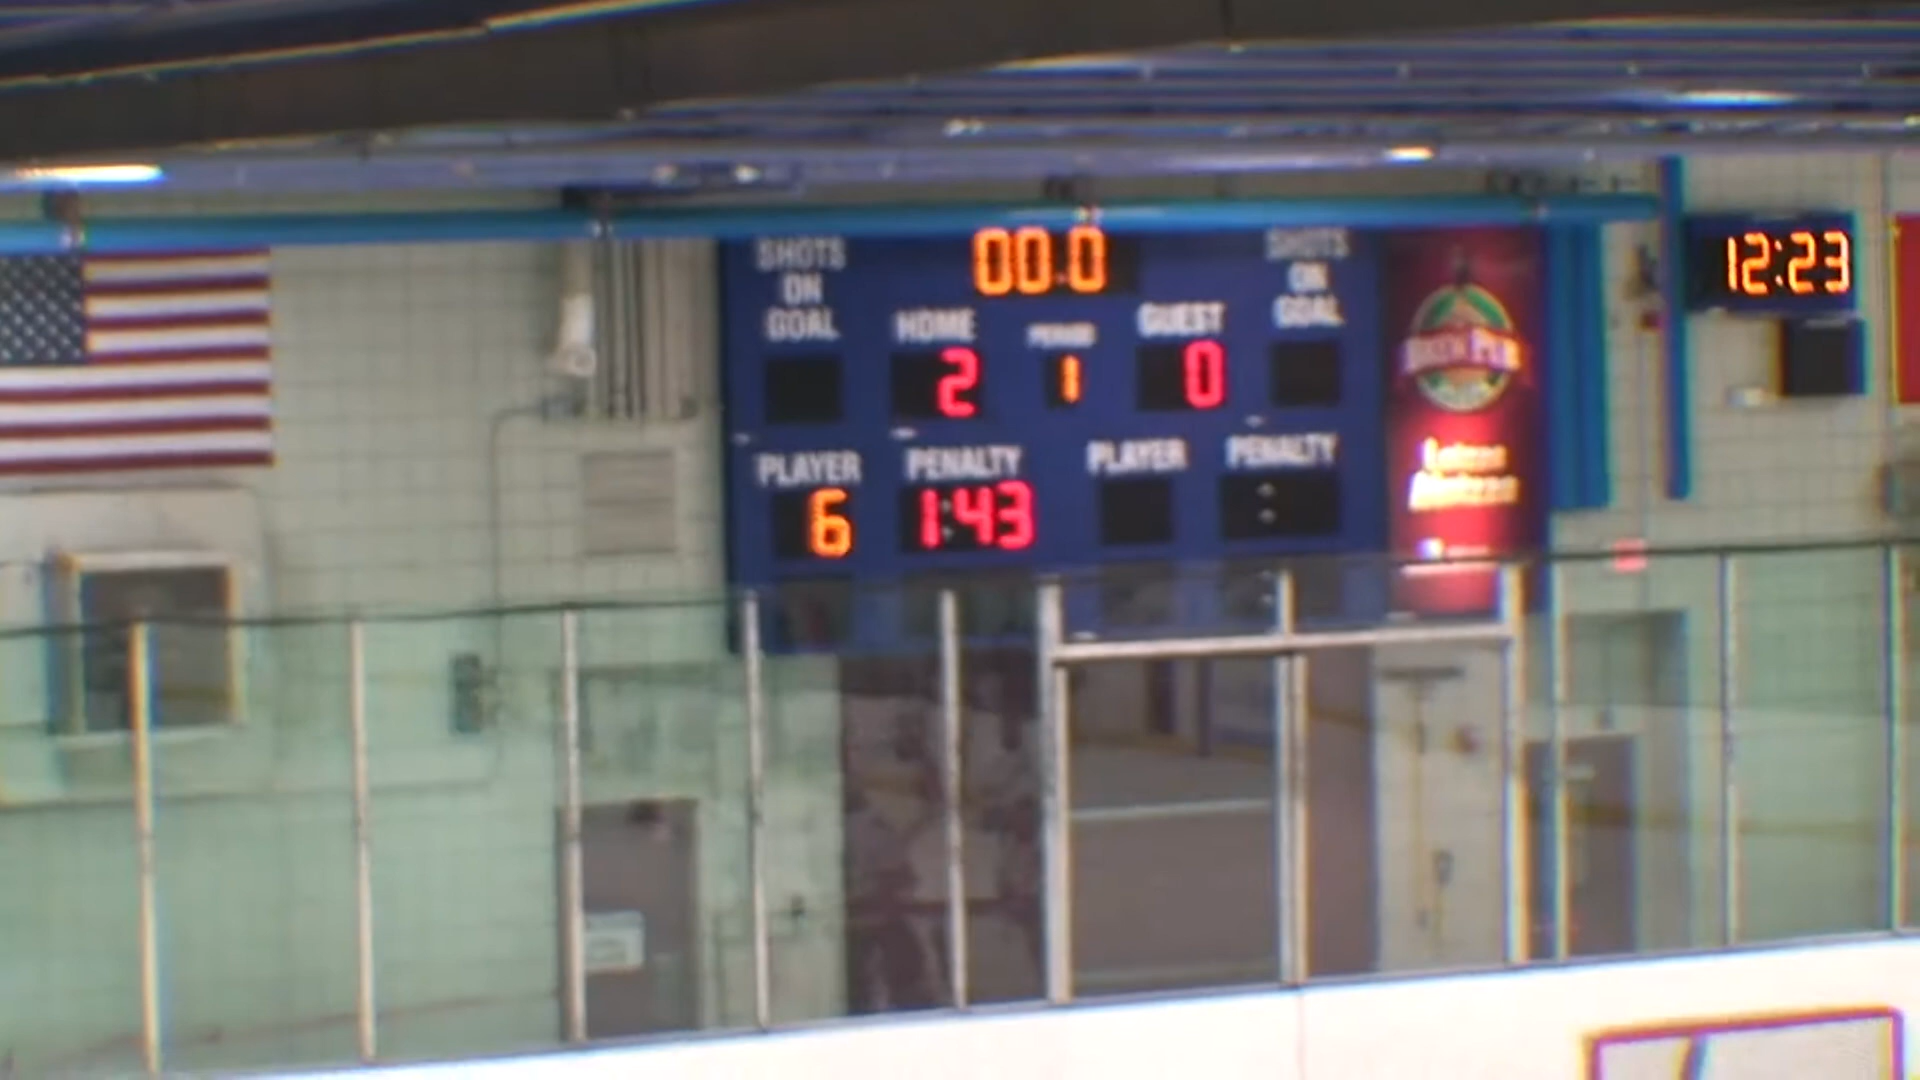 SHOTS ON GOAL
00.0
SHOTS ON GOAL
12:23
HOME
PERIOD
GUEST
2
1
0
PLAYER
PENALTY
PLAYER
PENALTY
6
1:43
: